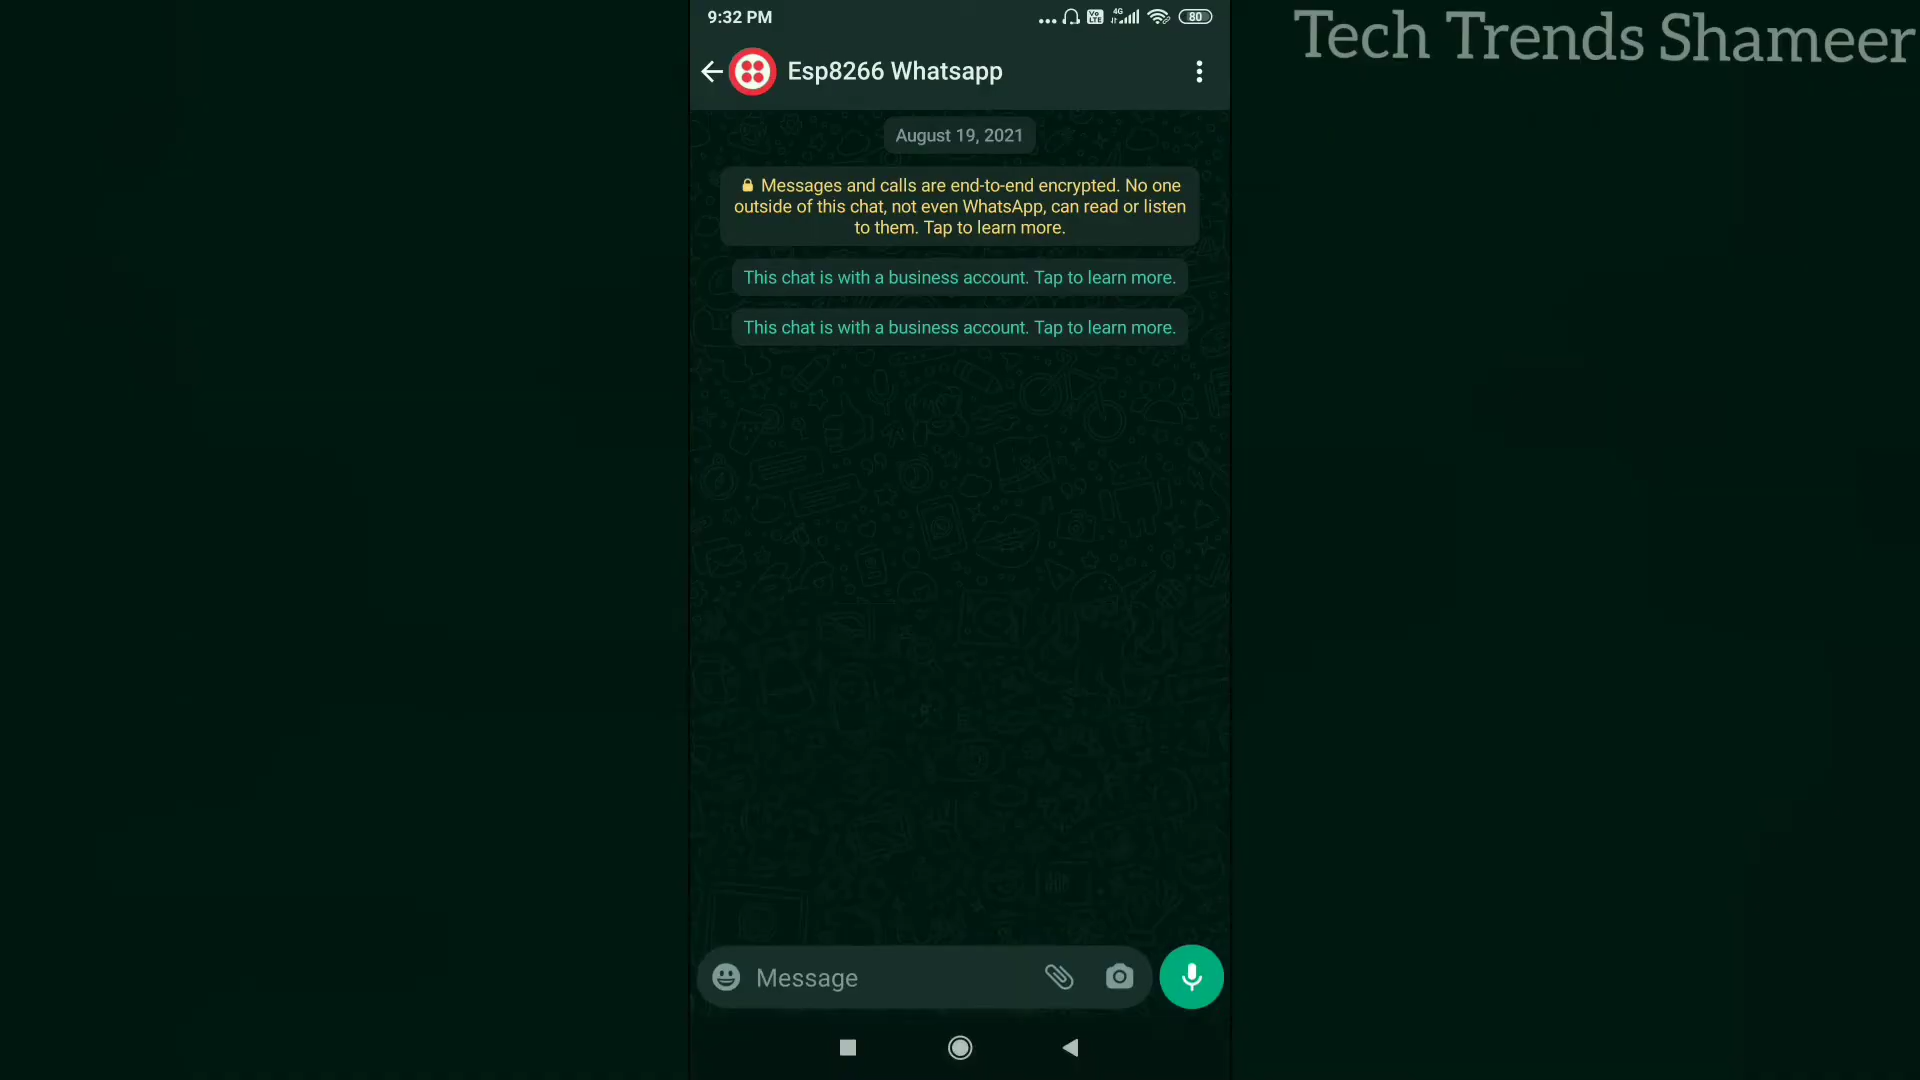 9:32 PM
4G
Vo
LTE
80
Tech Trends Shameer
Esp8266 Whatsapp
August 19, 2021
Messages and calls are end-to-end encrypted. No one
outside of this chat, not even WhatsApp, can read or listen
to them. Tap to learn more.
This chat is with a business account. Tap to learn more.
This chat is with a business account. Tap to learn more.
Message